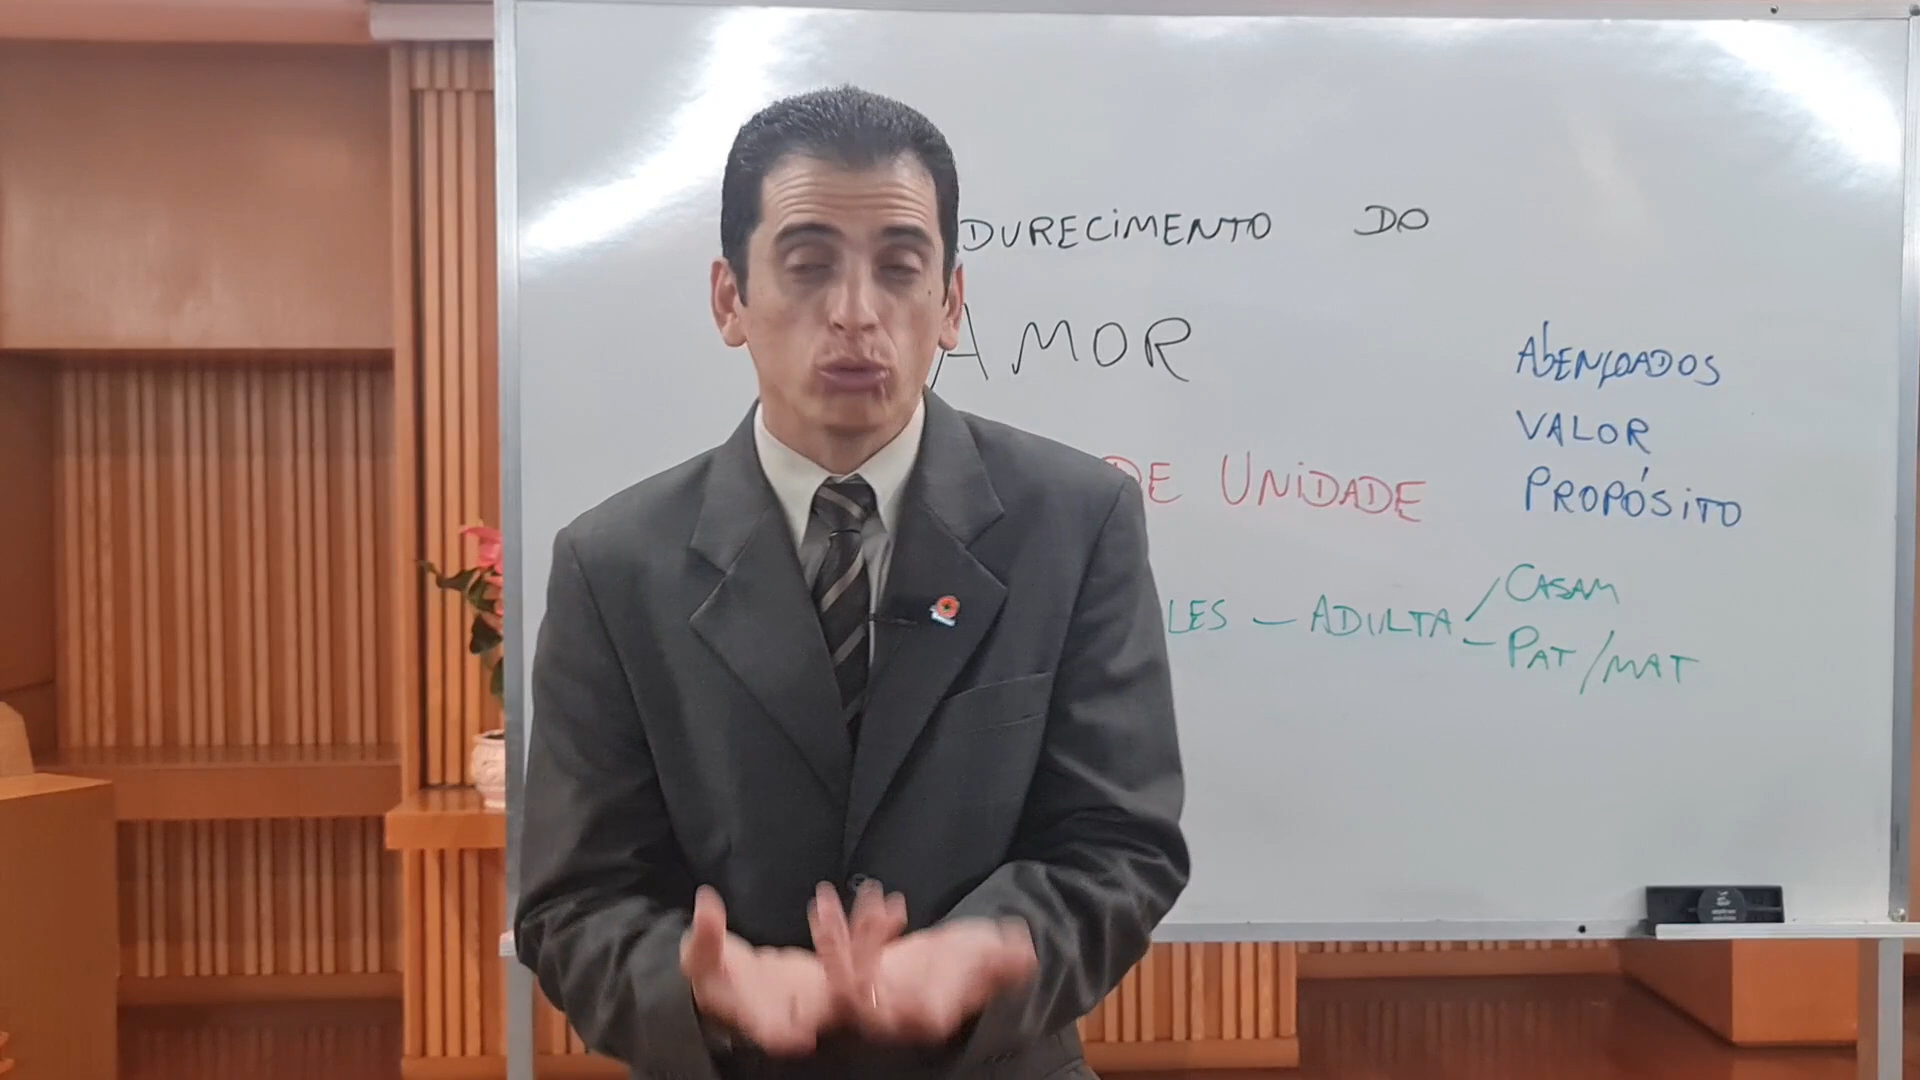 DURECIMENTO DO
AMOR
DE UNIDADE
LES - ADULTA
CASAM
PAT/MAT
AbENÇOADOS
VALOR
PROPÓSITO